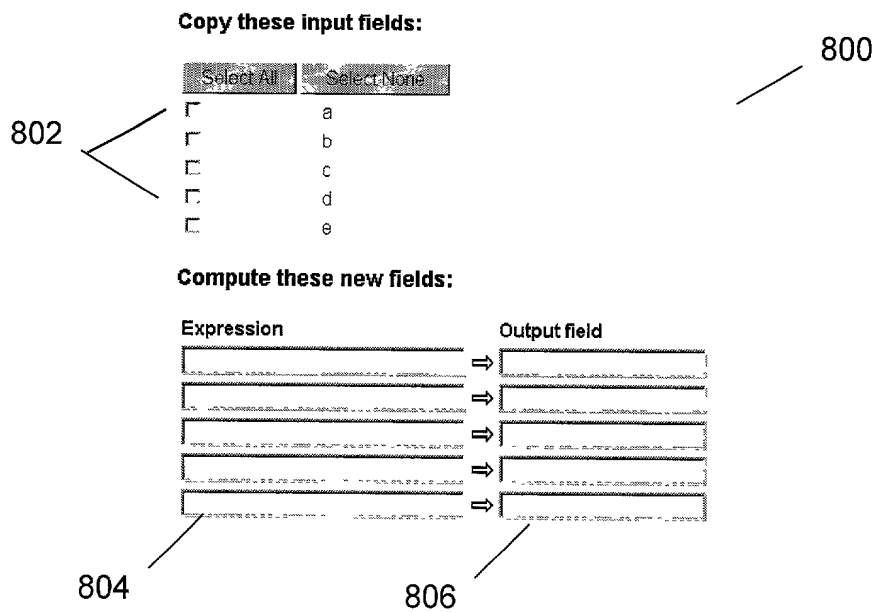 Copy these input fields:
800
Select All Select None
802
a
b
c
d
e
Compute these new fields:
Expression Output field
⇨
⇨
⇨
⇨
⇨
804 806